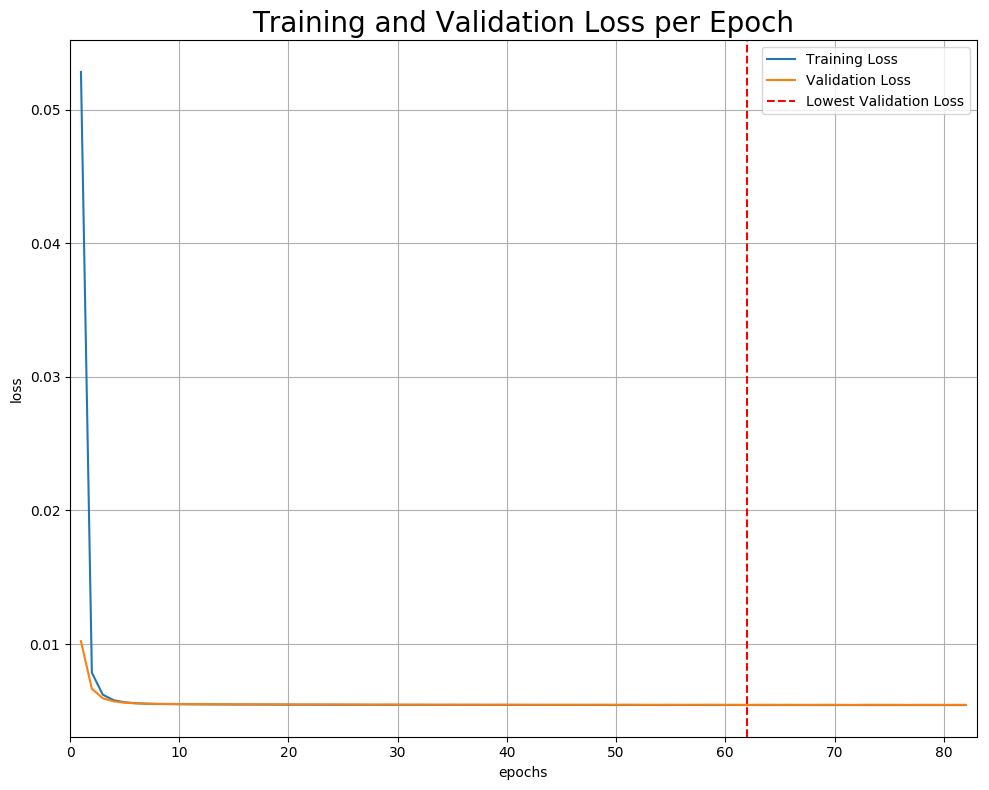 Training and Validation Loss per Epoch
Training Loss
Validation Loss
Lowest Validation Loss
0.05
0.04
0.03
0.02
0.01
loss
0 10 20 30 40 50 60 70 80
epochs